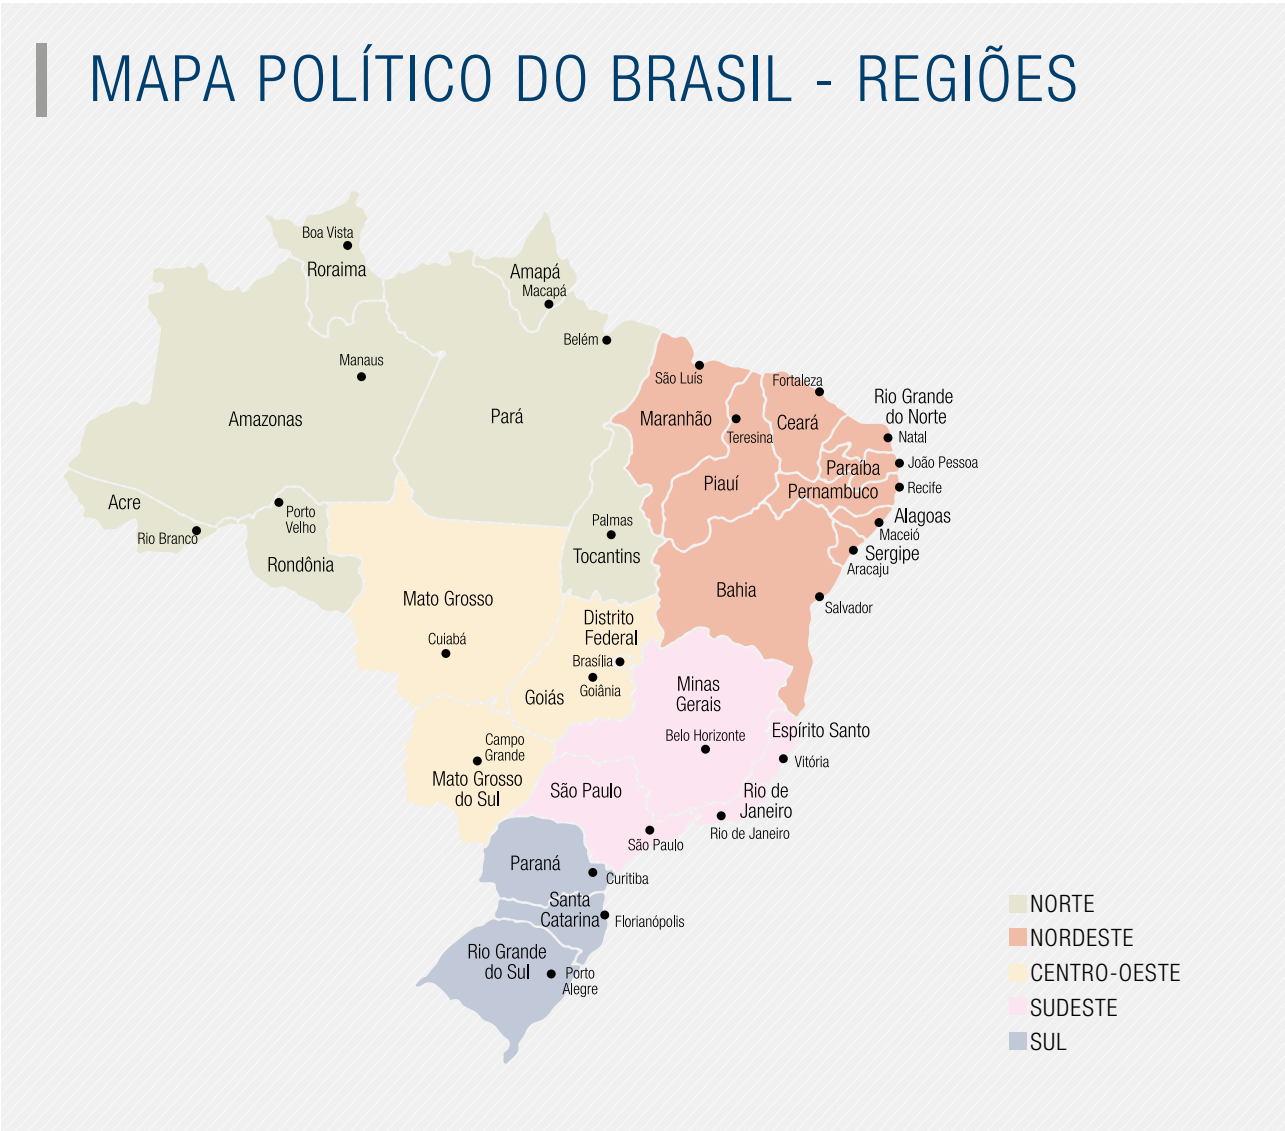 MAPA POLÍTICO DO BRASIL - REGIÕES
Boa Vista
Roraima
Amapá
Macapá
Belém
Manaus
Amazonas
Pará
São Luís
Maranhão
Teresina
Fortaleza
Ceará
Rio Grande
do Norte
Natal
Paraíba
João Pessoa
Piauí
Pernambuco
Recife
Alagoas
Maceió
Sergipe
Aracaju
Acre
Rio Branco
Porto
Velho
Rondônia
Palmas
Tocantins
Bahia
Salvador
Mato Grosso
Cuiabá
Distrito
Federal
Brasília
Goiânia
Goiás
Minas
Gerais
Belo Horizonte
Espírito Santo
Vitória
Campo
Grande
Mato Grosso
do Sul
São Paulo
São Paulo
Rio de
Janeiro
Rio de Janeiro
Paraná
Curitiba
Santa
Catarina
Florianópolis
Rio Grande
do Sul
Porto
Alegre
NORTE
NORDESTE
CENTRO-OESTE
SUDESTE
SUL